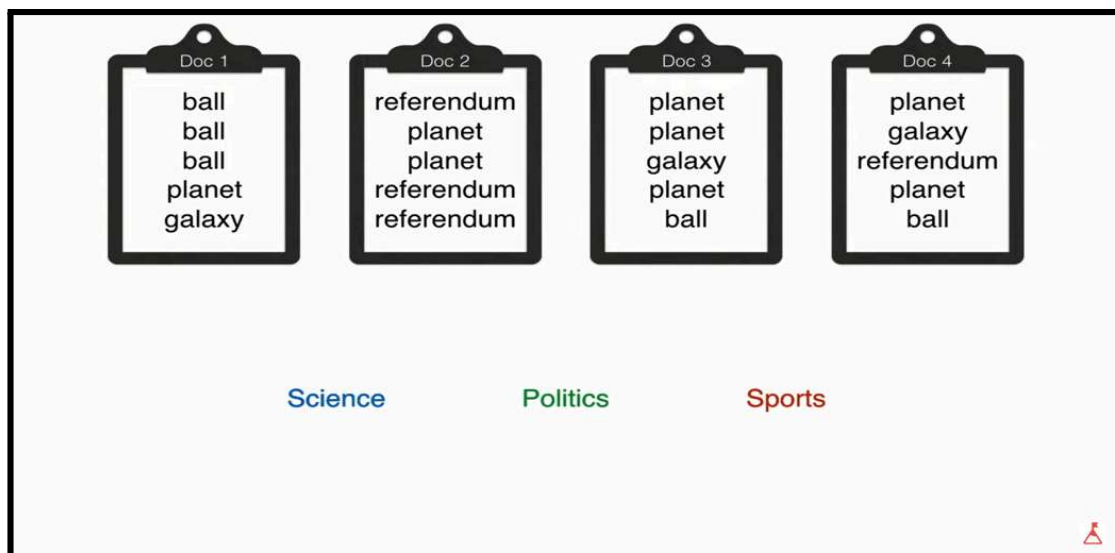 Doc 1
ball
ball
ball
planet
galaxy
Doc 2
referendum
planet
planet
referendum
referendum
Doc 3
planet
planet
galaxy
planet
ball
Doc 4
planet
galaxy
referendum
planet
ball
Science
Politics
Sports